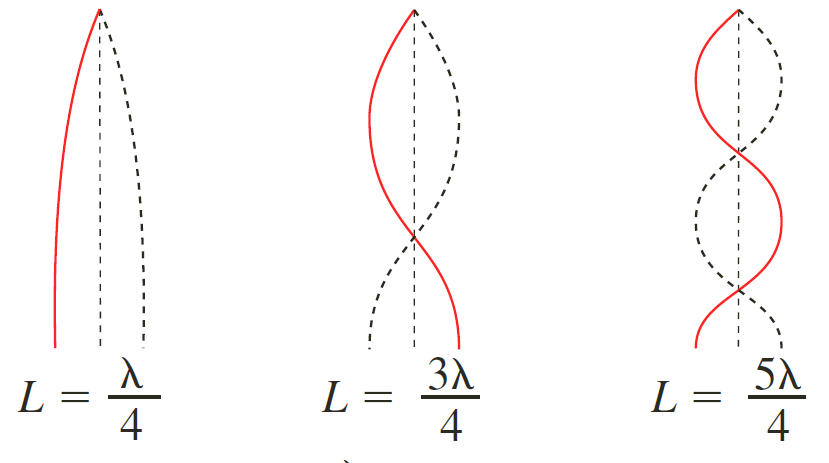 L = λ/4
L = 3λ/4
L = 5λ/4